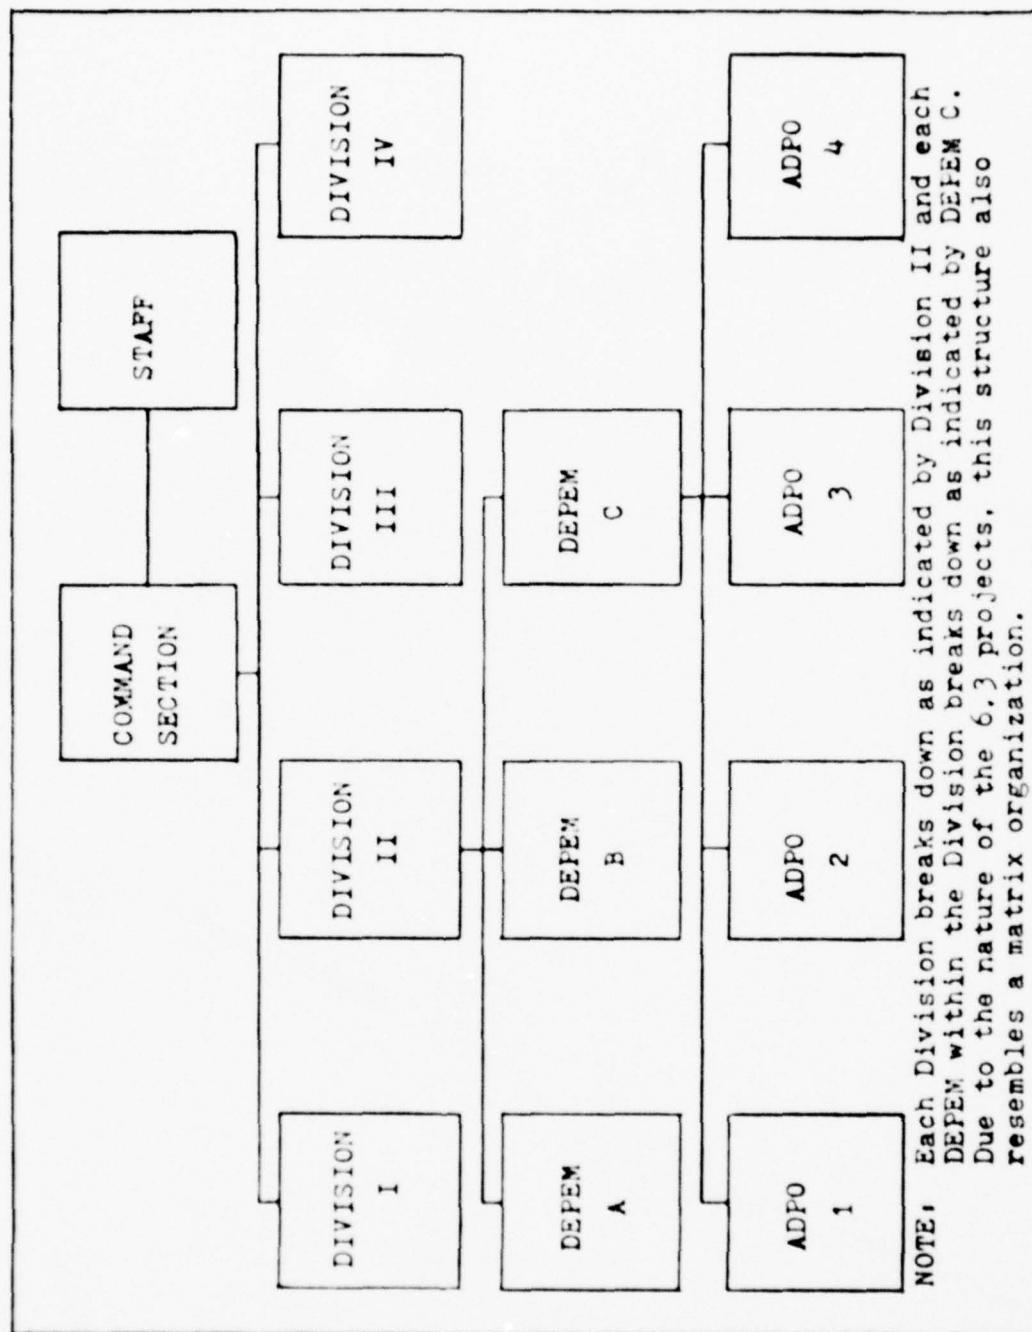 COMMAND
SECTION
STAFF
DIVISION
I
DIVISION
II
DIVISION
III
DIVISION
IV
DEPEM
A
DEPEM
B
DEPEM
C
ADPO
1
ADPO
2
ADPO
3
ADPO
4
NOTE: Each Division breaks down as indicated by Division II and each
DEPEM within the Division breaks down as indicated by DEPEM C.
Due to the nature of the 6.3 projects, this structure also
resembles a matrix organization.